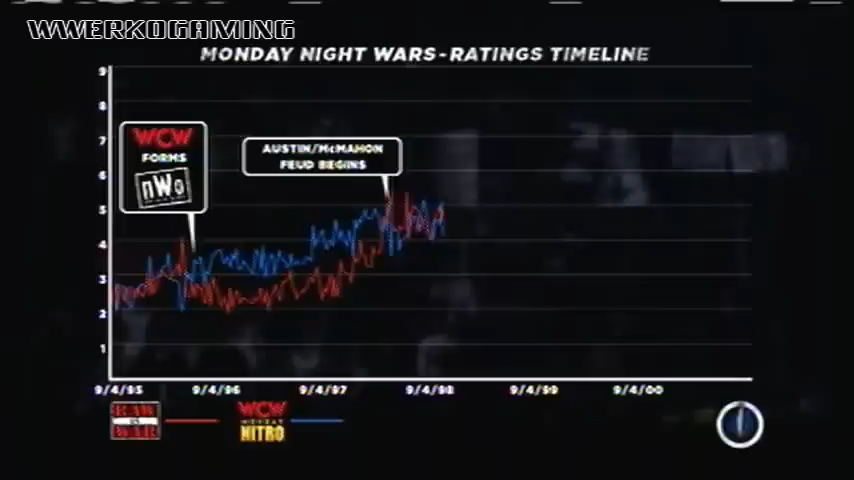 WWERKOGAMING
MONDAY NIGHT WARS-RATINGS TIMELINE
9
8
7
6
5
4
3
2
1
WCW
FORMS
nWo
AUSTIN/McMAHON
FEUD BEGINS
9/4/95
9/4/96
9/4/97
9/4/98
9/4/99
9/4/00
RAW
IS
WAR
WCW
MONDAY
NITRO